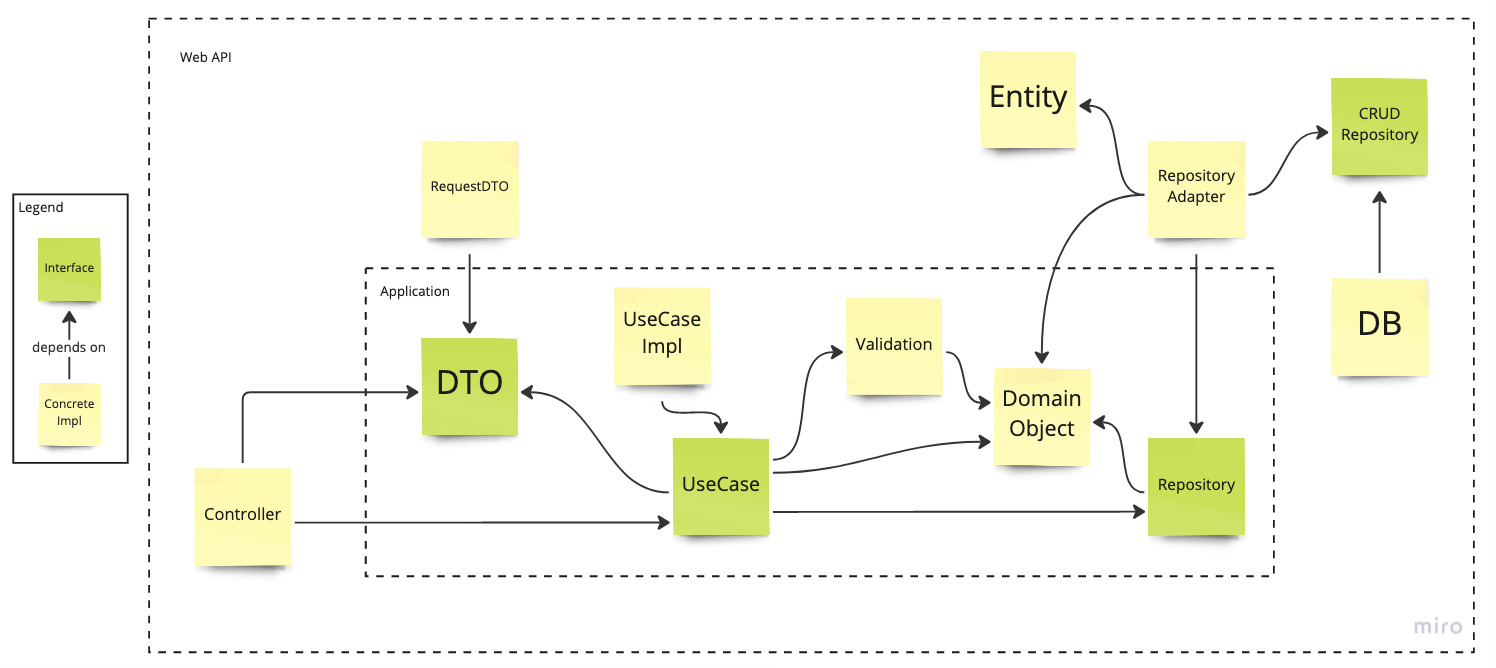 Web API
Entity
CRUD
Repository
RequestDTO
Repository
Adapter
Legend
Interface
depends on
Concrete
Impl
Application
UseCase
Impl
Validation
DB
DTO
Domain
Object
UseCase
Repository
Controller
miro